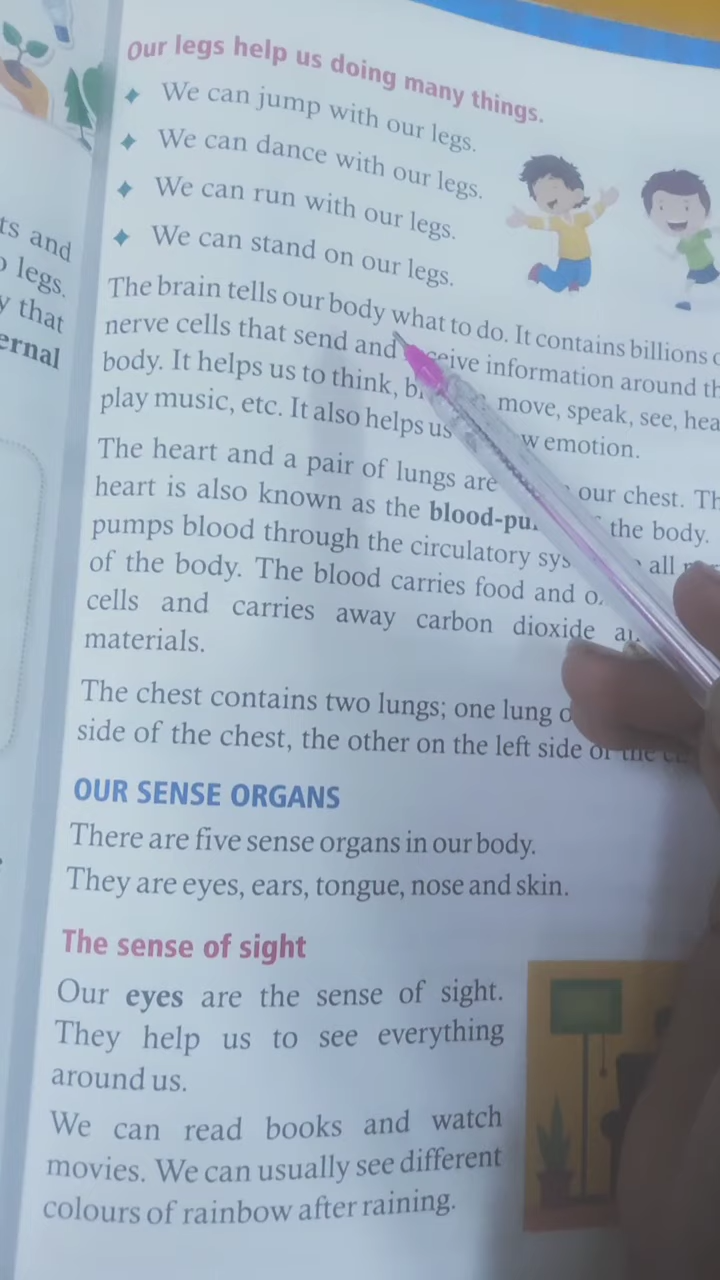 Our legs help us doing many things.
✦ We can jump with our legs.
✦ We can dance with our legs.
✦ We can run with our legs.
✦ We can stand on our legs.
ts and
legs.
y that
ernal
The brain tells our body what to do. It contains billions
nerve cells that send and information around
body. It helps us to think, move, speak, see,
play music, etc. It also helps us emotion.
The heart and a pair of lungs are our chest.
heart is also known as the blood- the body.
pumps blood through the circulatory all
of the body. The blood carries food and
cells and carries away carbon dioxide
materials.
The chest contains two lungs; one lung
side of the chest, the other on the left side of the
OUR SENSE ORGANS
There are five sense organs in our body.
They are eyes, ears, tongue, nose and skin.
The sense of sight
Our eyes are the sense of sight.
They help us to see everything
around us.
We can read books and watch
movies. We can usually see different
colours of rainbow after raining.